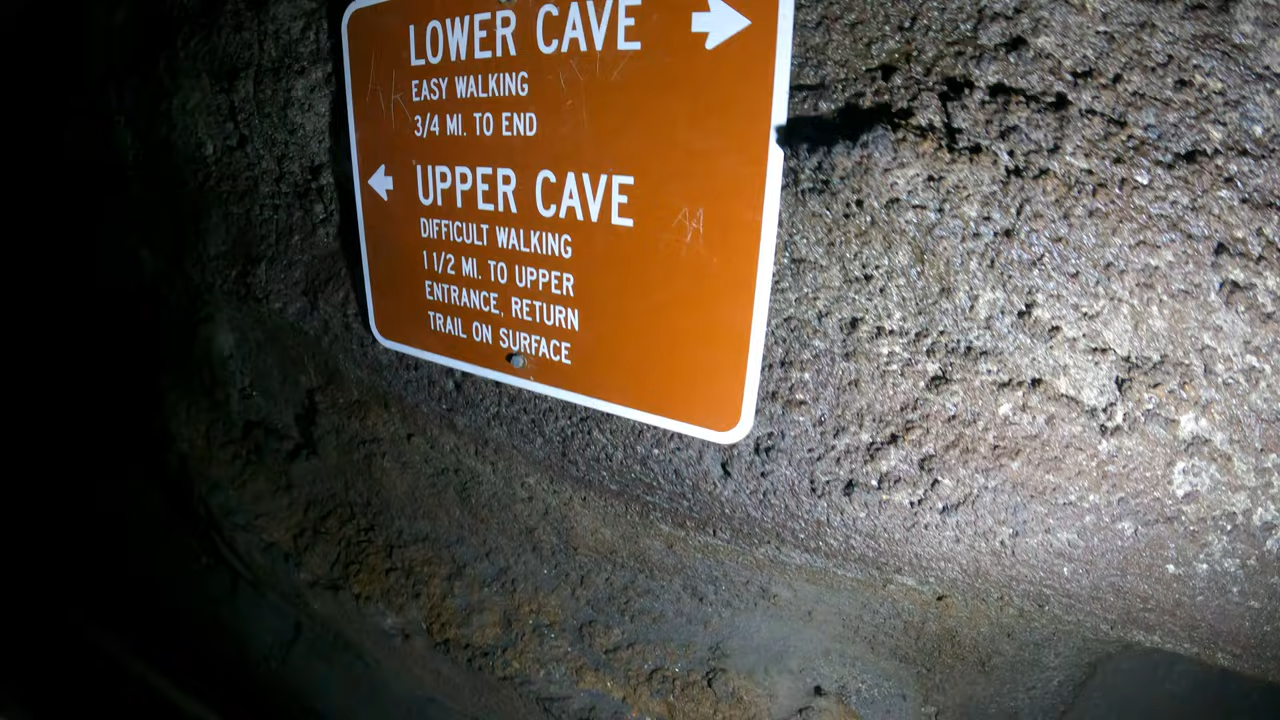 LOWER CAVE
EASY WALKING
3/4 MI. TO END
UPPER CAVE
DIFFICULT WALKING
1 1/2 MI. TO UPPER
ENTRANCE, RETURN
TRAIL ON SURFACE